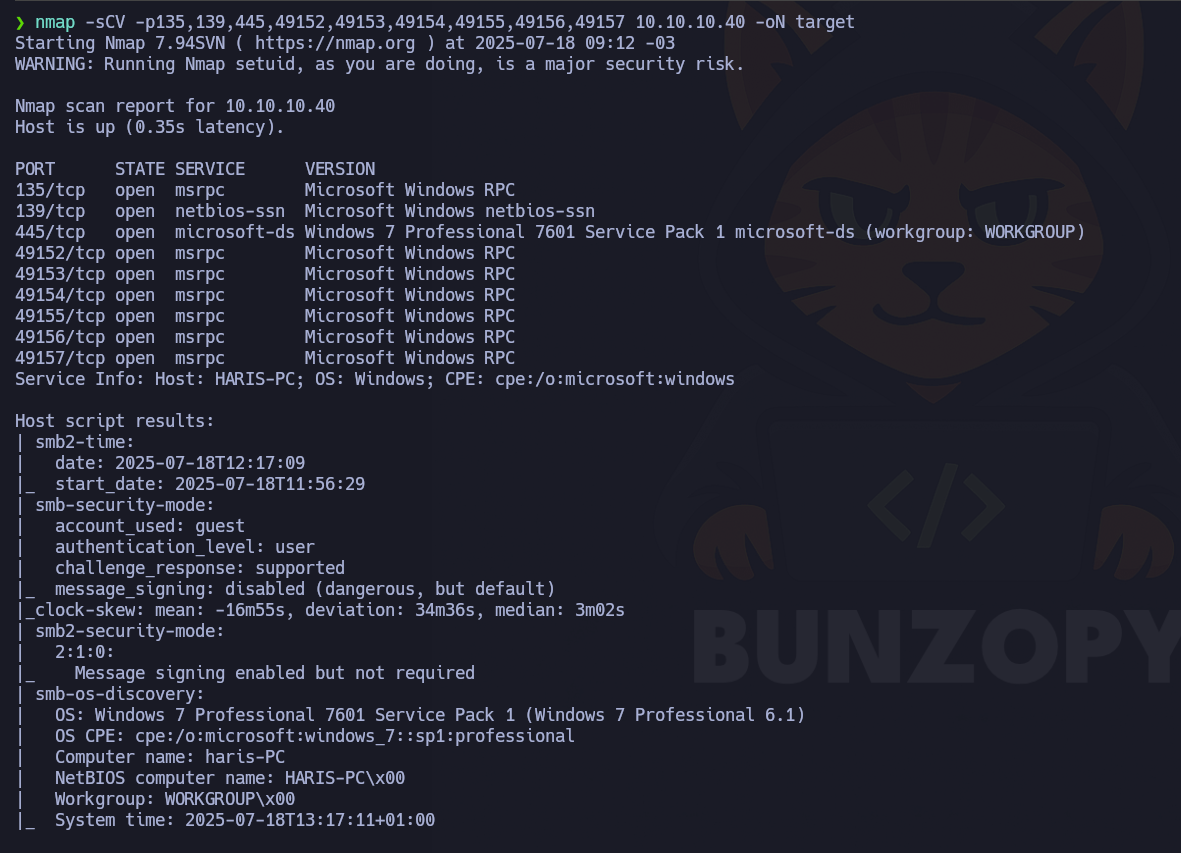 ❯ nmap -sCV -p135,139,445,49152,49153,49154,49155,49156,49157 10.10.10.40 -oN target
Starting Nmap 7.94SVN ( https://nmap.org ) at 2025-07-18 09:12 -03
WARNING: Running Nmap setuid, as you are doing, is a major security risk.

Nmap scan report for 10.10.10.40
Host is up (0.35s latency).

PORT      STATE SERVICE      VERSION
135/tcp   open  msrpc        Microsoft Windows RPC
139/tcp   open  netbios-ssn  Microsoft Windows netbios-ssn
445/tcp   open  microsoft-ds Windows 7 Professional 7601 Service Pack 1 microsoft-ds (workgroup: WORKGROUP)
49152/tcp open  msrpc        Microsoft Windows RPC
49153/tcp open  msrpc        Microsoft Windows RPC
49154/tcp open  msrpc        Microsoft Windows RPC
49155/tcp open  msrpc        Microsoft Windows RPC
49156/tcp open  msrpc        Microsoft Windows RPC
49157/tcp open  msrpc        Microsoft Windows RPC
Service Info: Host: HARIS-PC; OS: Windows; CPE: cpe:/o:microsoft:windows

Host script results:
| smb2-time:
|   date: 2025-07-18T12:17:09
|_  start_date: 2025-07-18T11:56:29
| smb-security-mode:
|   account_used: guest
|   authentication_level: user
|   challenge_response: supported
|_  message_signing: disabled (dangerous, but default)
|_clock-skew: mean: -16m55s, deviation: 34m36s, median: 3m02s
| smb2-security-mode:
|   2:1:0:
|_    Message signing enabled but not required
| smb-os-discovery:
|   OS: Windows 7 Professional 7601 Service Pack 1 (Windows 7 Professional 6.1)
|   OS CPE: cpe:/o:microsoft:windows_7::sp1:professional
|   Computer name: haris-PC
|   NetBIOS computer name: HARIS-PC\x00
|   Workgroup: WORKGROUP\x00
|_  System time: 2025-07-18T13:17:11+01:00
</>
BUNZOPY